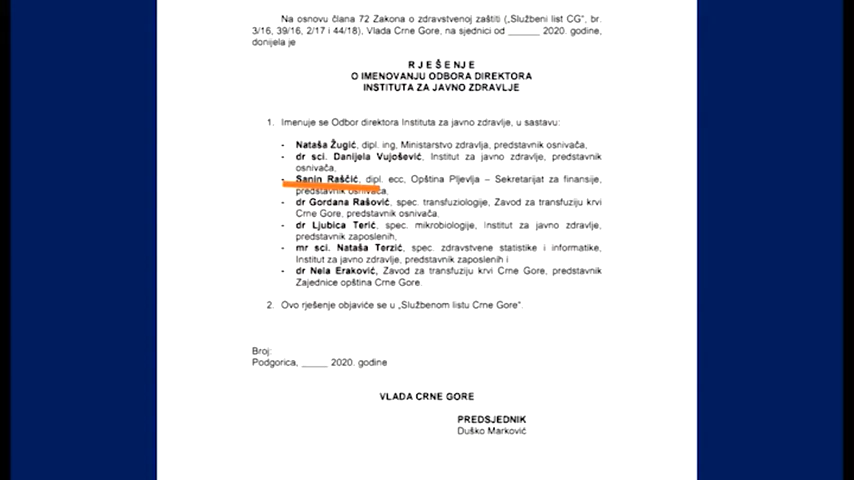 Na osnovu člana 72 Zakona o zdravstvenoj zaštiti („Službeni list CG“, br.
3/16, 39/16, 2/17 i 44/18), Vlada Crne Gore, na sjednici od ______ 2020. godine,
donijela je
R J E Š E NJ E
O IMENOVANJU ODBORA DIREKTORA
INSTITUTA ZA JAVNO ZDRAVLJE
1. Imenuje se Odbor direktora Instituta za javno zdravlje, u sastavu:
- Nataša Žugić, dipl. ing, Ministarstvo zdravlja, predstavnik osnivača,
- dr sci. Danijela Vujošević, Institut za javno zdravlje, predstavnik
osnivača,
- Sanin Raščić, dipl. ecc, Opština Pljevlja – Sekretarijat za finansije,
predstavnik osnivača,
- dr Gordana Rašović, spec. transfuziologije, Zavod za transfuziju krvi
Crne Gore, predstavnik osnivača,
- dr Ljubica Terić, spec. mikrobiologije, Institut za javno zdravlje,
predstavnik zaposlenih,
- mr sci. Nataša Terzić, spec. zdravstvene statistike i informatike,
Institut za javno zdravlje, predstavnik zaposlenih i
- dr Nela Eraković, Zavod za transfuziju krvi Crne Gore, predstavnik
Zajednice opština Crne Gore.
2. Ovo rješenje objaviće se u „Službenom listu Crne Gore“.
Broj:
Podgorica, _____ 2020. godine
VLADA CRNE GORE
PREDSJEDNIK
Duško Marković